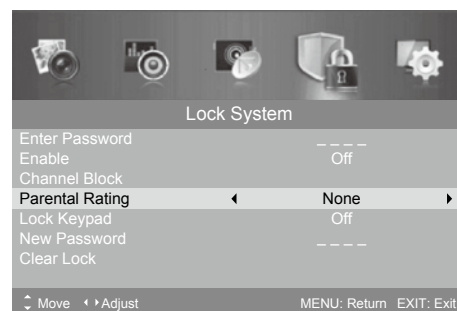 Lock System
Enter Password _ _ _ _
Enable Off
Channel Block
Parental Rating None
Lock Keypad Off
New Password _ _ _ _
Clear Lock
Move Adjust MENU: Return EXIT: Exit